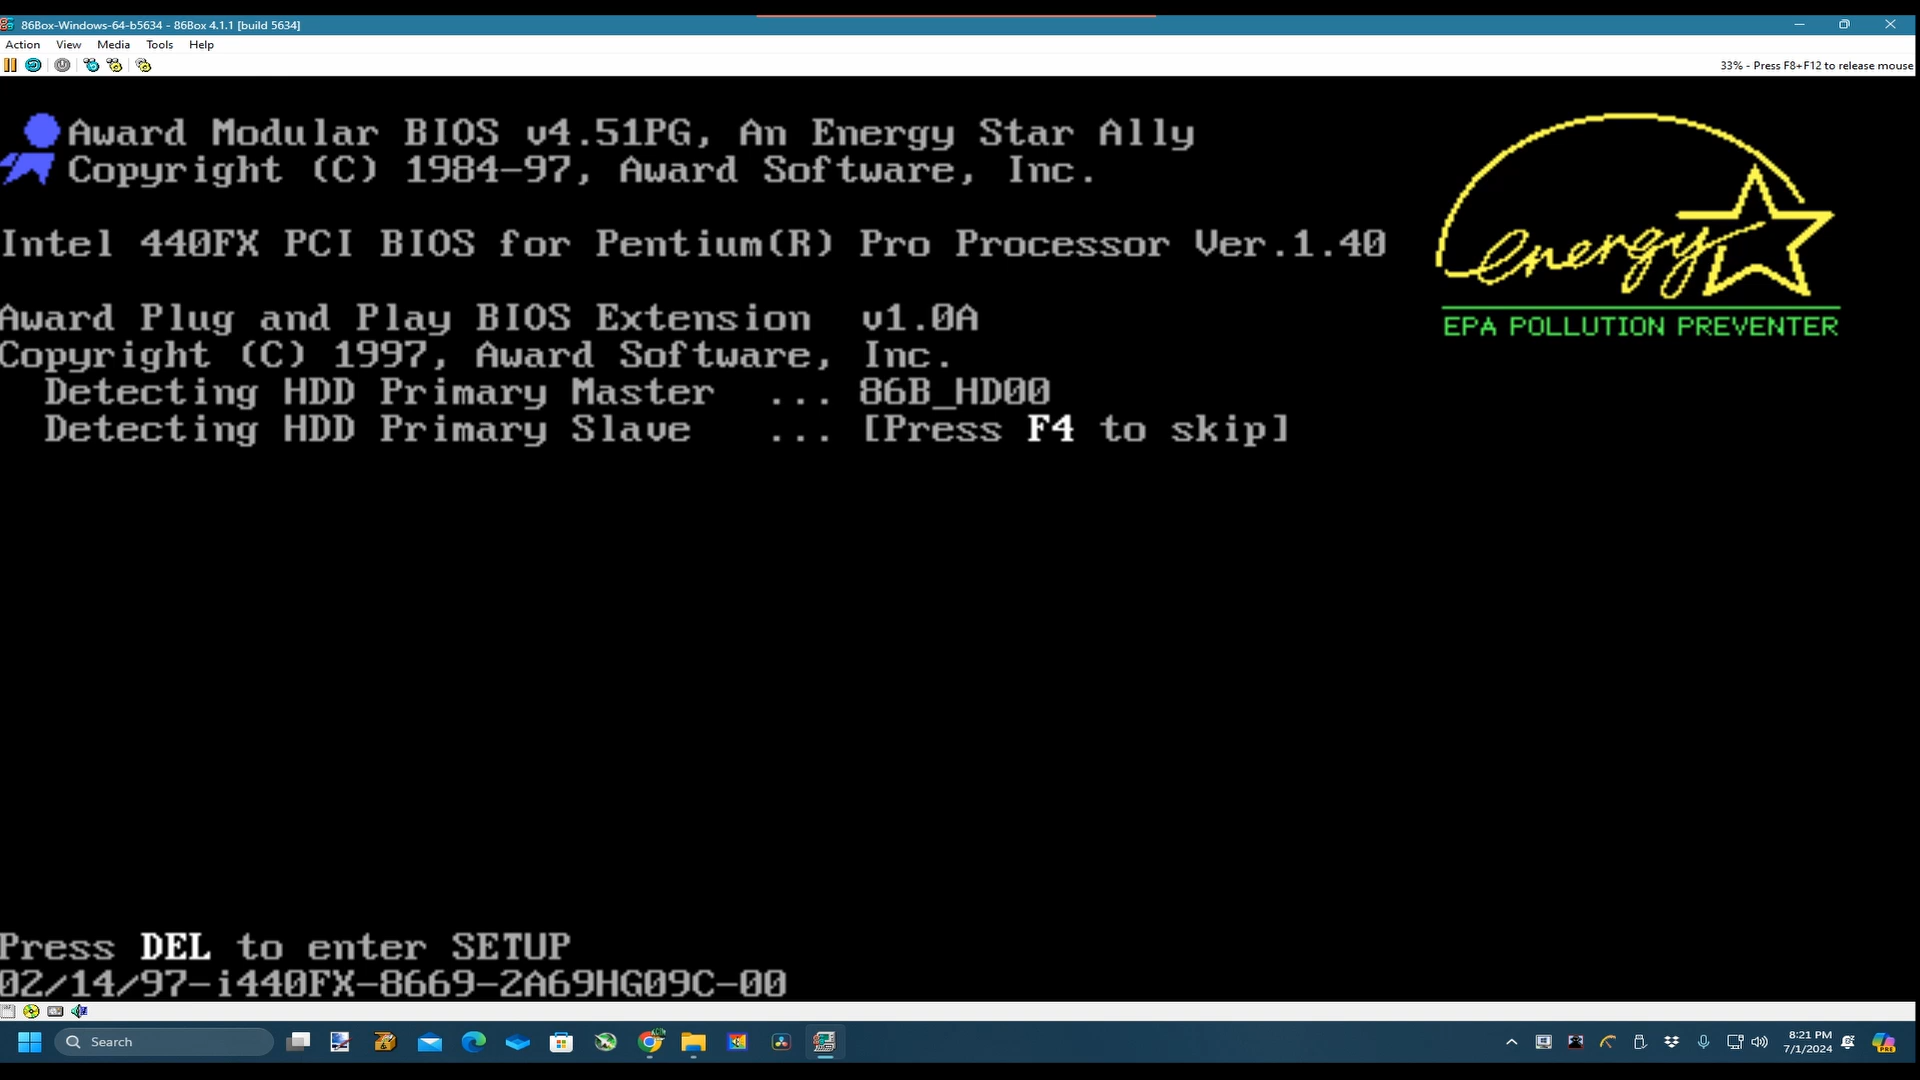 86Box-Windows-64-b5634 - 86Box 4.1.1 [build 5634]
Action View Media Tools Help
33% - Press F8+F12 to release mouse
Award Modular BIOS v4.51PG, An Energy Star Ally
Copyright (C) 1984-97, Award Software, Inc.
Intel 440FX PCI BIOS for Pentium(R) Pro Processor Ver.1.40
energy
EPA POLLUTION PREVENTER
Award Plug and Play BIOS Extension v1.0A
Copyright (C) 1997, Award Software, Inc.
Detecting HDD Primary Master ... 86B_HD00
Detecting HDD Primary Slave ... [Press F4 to skip]
Press DEL to enter SETUP
02/14/97-i440FX-8669-2A69HG09C-00
Search
8:21 PM
7/1/2024
PRE